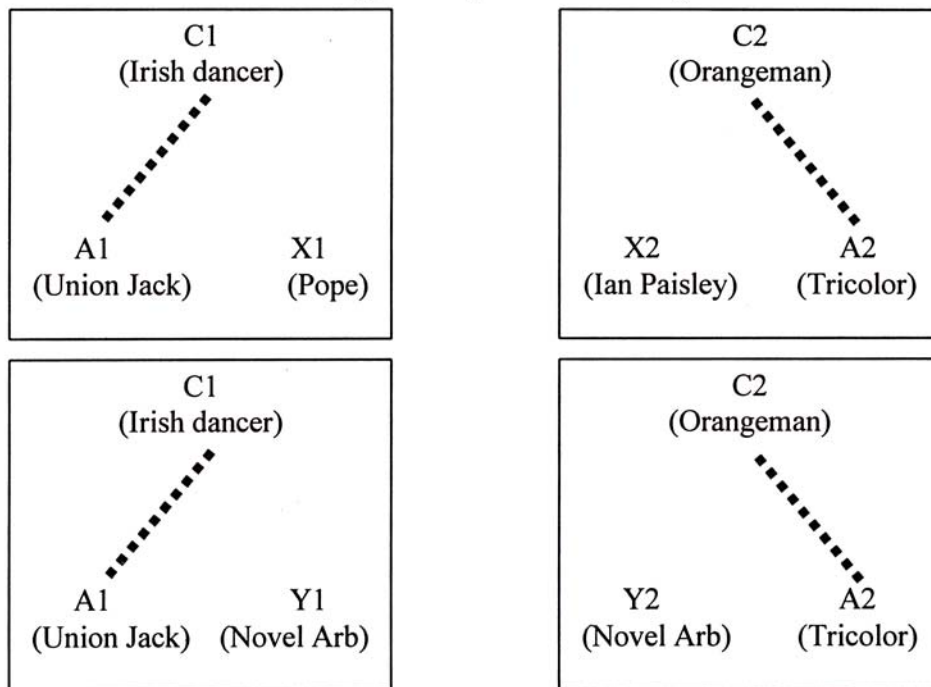 C1
(Irish dancer)
A1 X1
(Union Jack) (Pope)
C2
(Orangeman)
X2 A2
(Ian Paisley) (Tricolor)
C1
(Irish dancer)
A1 Y1
(Union Jack) (Novel Arb)
C2
(Orangeman)
Y2 A2
(Novel Arb) (Tricolor)